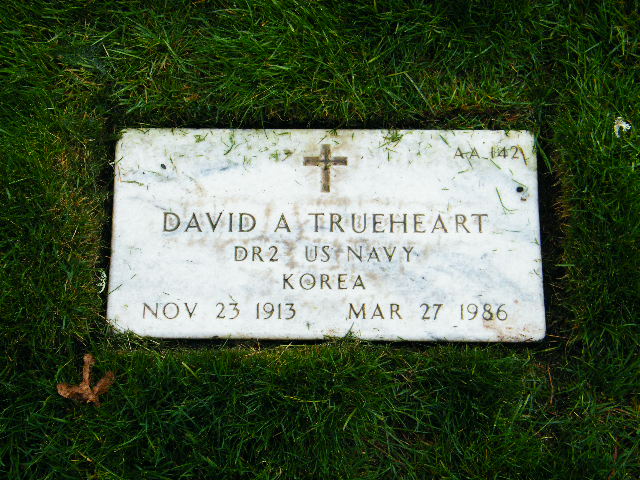 AA 142
DAVID A TRUEHEART
DR2 US NAVY
KOREA
NOV 23 1913 MAR 27 1986